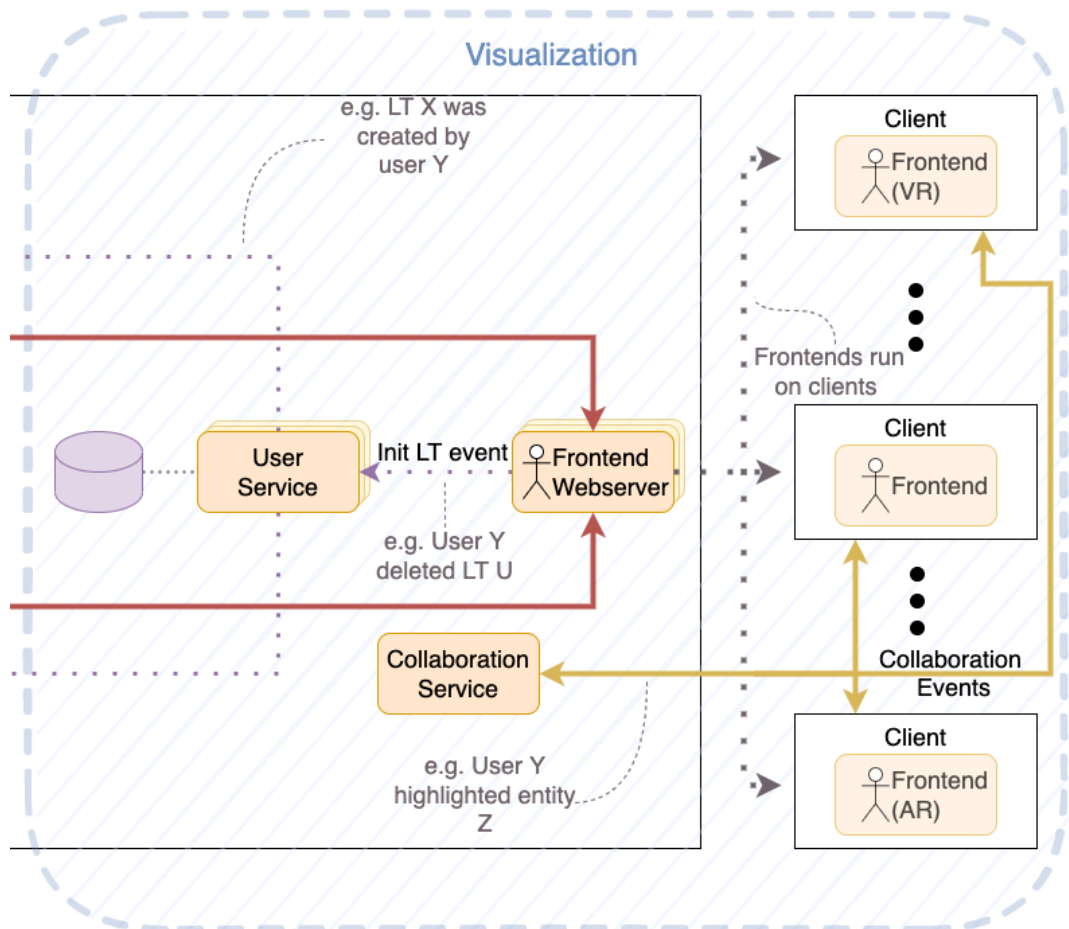 Visualization
e.g. LT X was
created by
user Y
Client
Frontend
(VR)
Frontends run
on clients
User
Service
Init LT event
Frontend
Webserver
e.g. User Y
deleted LT U
Client
Frontend
Collaboration
Service
Collaboration
Events
e.g. User Y
highlighted entity
Z
Client
Frontend
(AR)